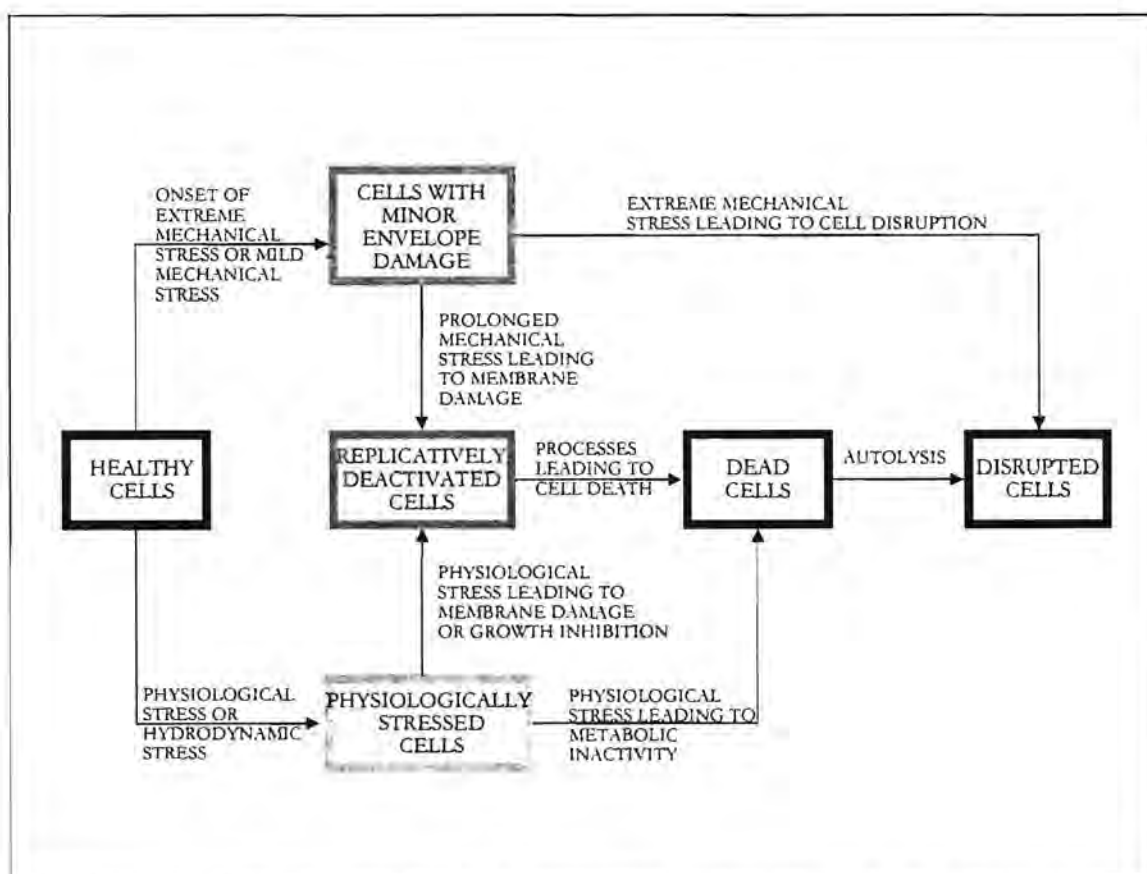 ONSET OF
EXTREME
MECHANICAL
STRESS OR MILD
MECHANICAL
STRESS
CELLS WITH
MINOR
ENVELOPE
DAMAGE
EXTREME MECHANICAL
STRESS LEADING TO CELL DISRUPTION
PROLONGED
MECHANICAL
STRESS LEADING
TO MEMBRANE
DAMAGE
HEALTHY
CELLS
REPLICATIVELY
DEACTIVATED
CELLS
PROCESSES
LEADING TO
CELL DEATH
DEAD
CELLS
AUTOLYSIS
DISRUPTED
CELLS
PHYSIOLOGICAL
STRESS LEADING TO
MEMBRANE DAMAGE
OR GROWTH INHIBITION
PHYSIOLOGICAL
STRESS OR
HYDRODYNAMIC
STRESS
PHYSIOLOGICALLY
STRESSED
CELLS
PHYSIOLOGICAL
STRESS LEADING TO
METABOLIC
INACTIVITY